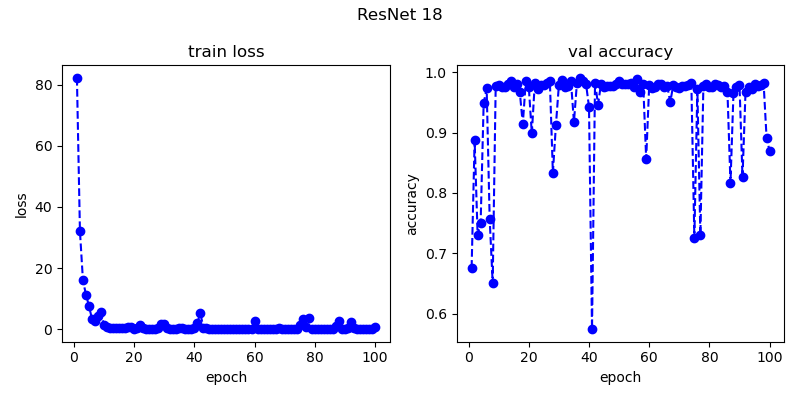 ResNet 18
train loss
80
60
40
20
0
loss
0 20 40 60 80 100
epoch
val accuracy
1.0
0.9
0.8
0.7
0.6
accuracy
0 20 40 60 80 100
epoch